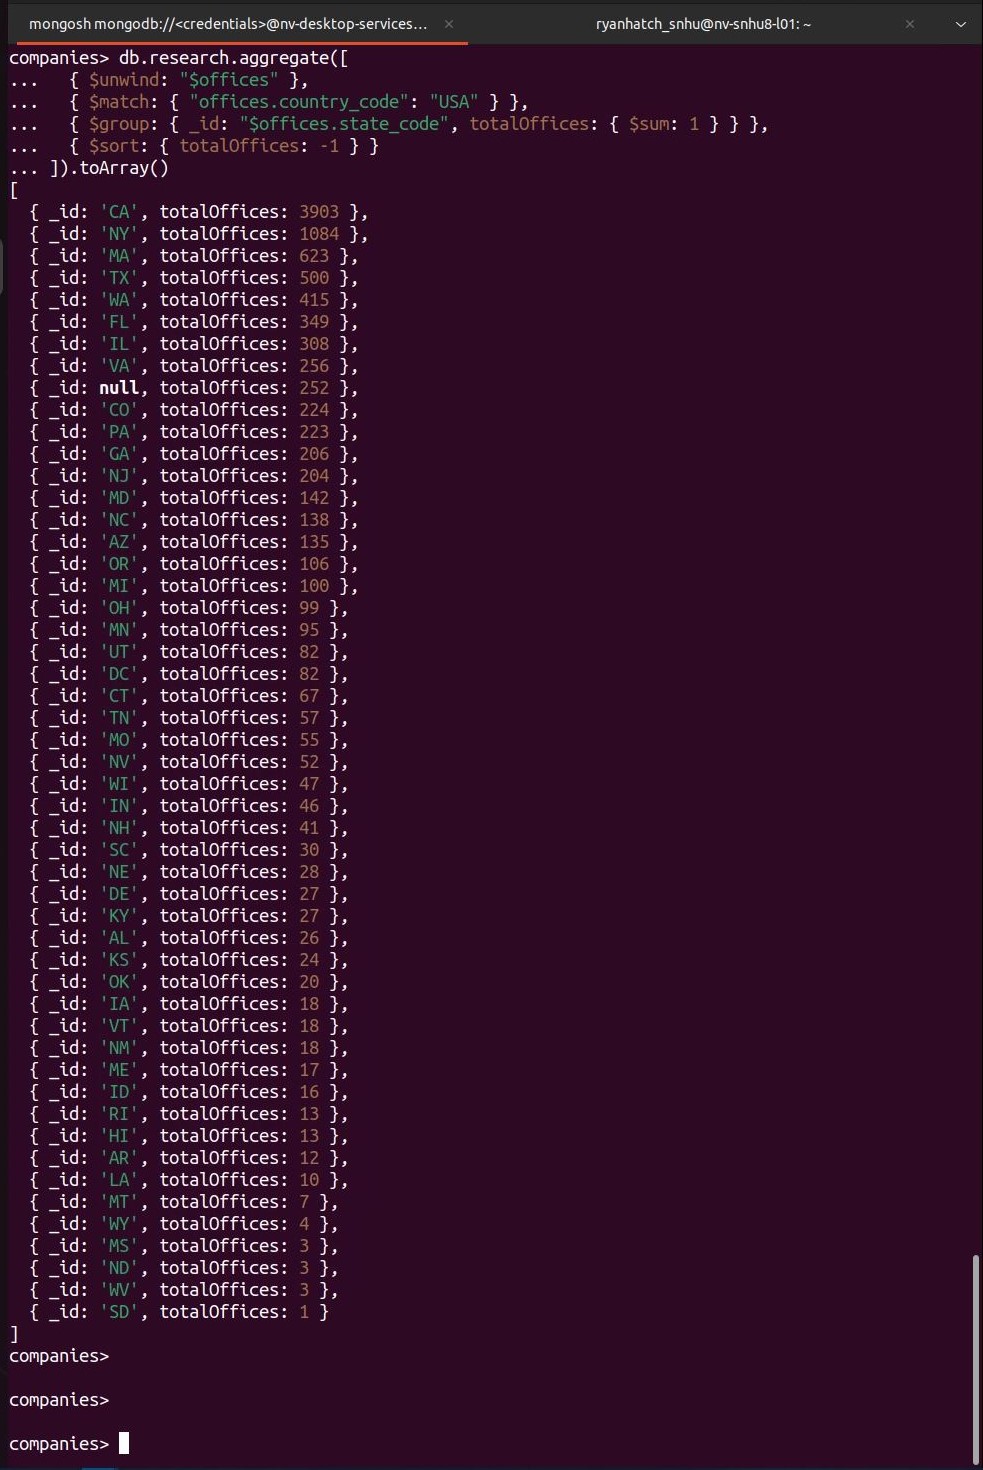 mongosh mongodb://<credentials>@nv-desktop-services... × ryanhatch_snhu@nv-snhu8-l01: ~ ×
companies> db.research.aggregate([
...   { $unwind: "$offices" },
...   { $match: { "offices.country_code": "USA" } },
...   { $group: { _id: "$offices.state_code", totalOffices: { $sum: 1 } } },
...   { $sort: { totalOffices: -1 } }
... ]).toArray()
[
  { _id: 'CA', totalOffices: 3903 },
  { _id: 'NY', totalOffices: 1084 },
  { _id: 'MA', totalOffices: 623 },
  { _id: 'TX', totalOffices: 500 },
  { _id: 'WA', totalOffices: 415 },
  { _id: 'FL', totalOffices: 349 },
  { _id: 'IL', totalOffices: 308 },
  { _id: 'VA', totalOffices: 256 },
  { _id: null, totalOffices: 252 },
  { _id: 'CO', totalOffices: 224 },
  { _id: 'PA', totalOffices: 223 },
  { _id: 'GA', totalOffices: 206 },
  { _id: 'NJ', totalOffices: 204 },
  { _id: 'MD', totalOffices: 142 },
  { _id: 'NC', totalOffices: 138 },
  { _id: 'AZ', totalOffices: 135 },
  { _id: 'OR', totalOffices: 106 },
  { _id: 'MI', totalOffices: 100 },
  { _id: 'OH', totalOffices: 99 },
  { _id: 'MN', totalOffices: 95 },
  { _id: 'UT', totalOffices: 82 },
  { _id: 'DC', totalOffices: 82 },
  { _id: 'CT', totalOffices: 67 },
  { _id: 'TN', totalOffices: 57 },
  { _id: 'MO', totalOffices: 55 },
  { _id: 'NV', totalOffices: 52 },
  { _id: 'WI', totalOffices: 47 },
  { _id: 'IN', totalOffices: 46 },
  { _id: 'NH', totalOffices: 41 },
  { _id: 'SC', totalOffices: 30 },
  { _id: 'NE', totalOffices: 28 },
  { _id: 'DE', totalOffices: 27 },
  { _id: 'KY', totalOffices: 27 },
  { _id: 'AL', totalOffices: 26 },
  { _id: 'KS', totalOffices: 24 },
  { _id: 'OK', totalOffices: 20 },
  { _id: 'IA', totalOffices: 18 },
  { _id: 'VT', totalOffices: 18 },
  { _id: 'NM', totalOffices: 18 },
  { _id: 'ME', totalOffices: 17 },
  { _id: 'ID', totalOffices: 16 },
  { _id: 'RI', totalOffices: 13 },
  { _id: 'HI', totalOffices: 13 },
  { _id: 'AR', totalOffices: 12 },
  { _id: 'LA', totalOffices: 10 },
  { _id: 'MT', totalOffices: 7 },
  { _id: 'WY', totalOffices: 4 },
  { _id: 'MS', totalOffices: 3 },
  { _id: 'ND', totalOffices: 3 },
  { _id: 'WV', totalOffices: 3 },
  { _id: 'SD', totalOffices: 1 }
]
companies>
companies>
companies>